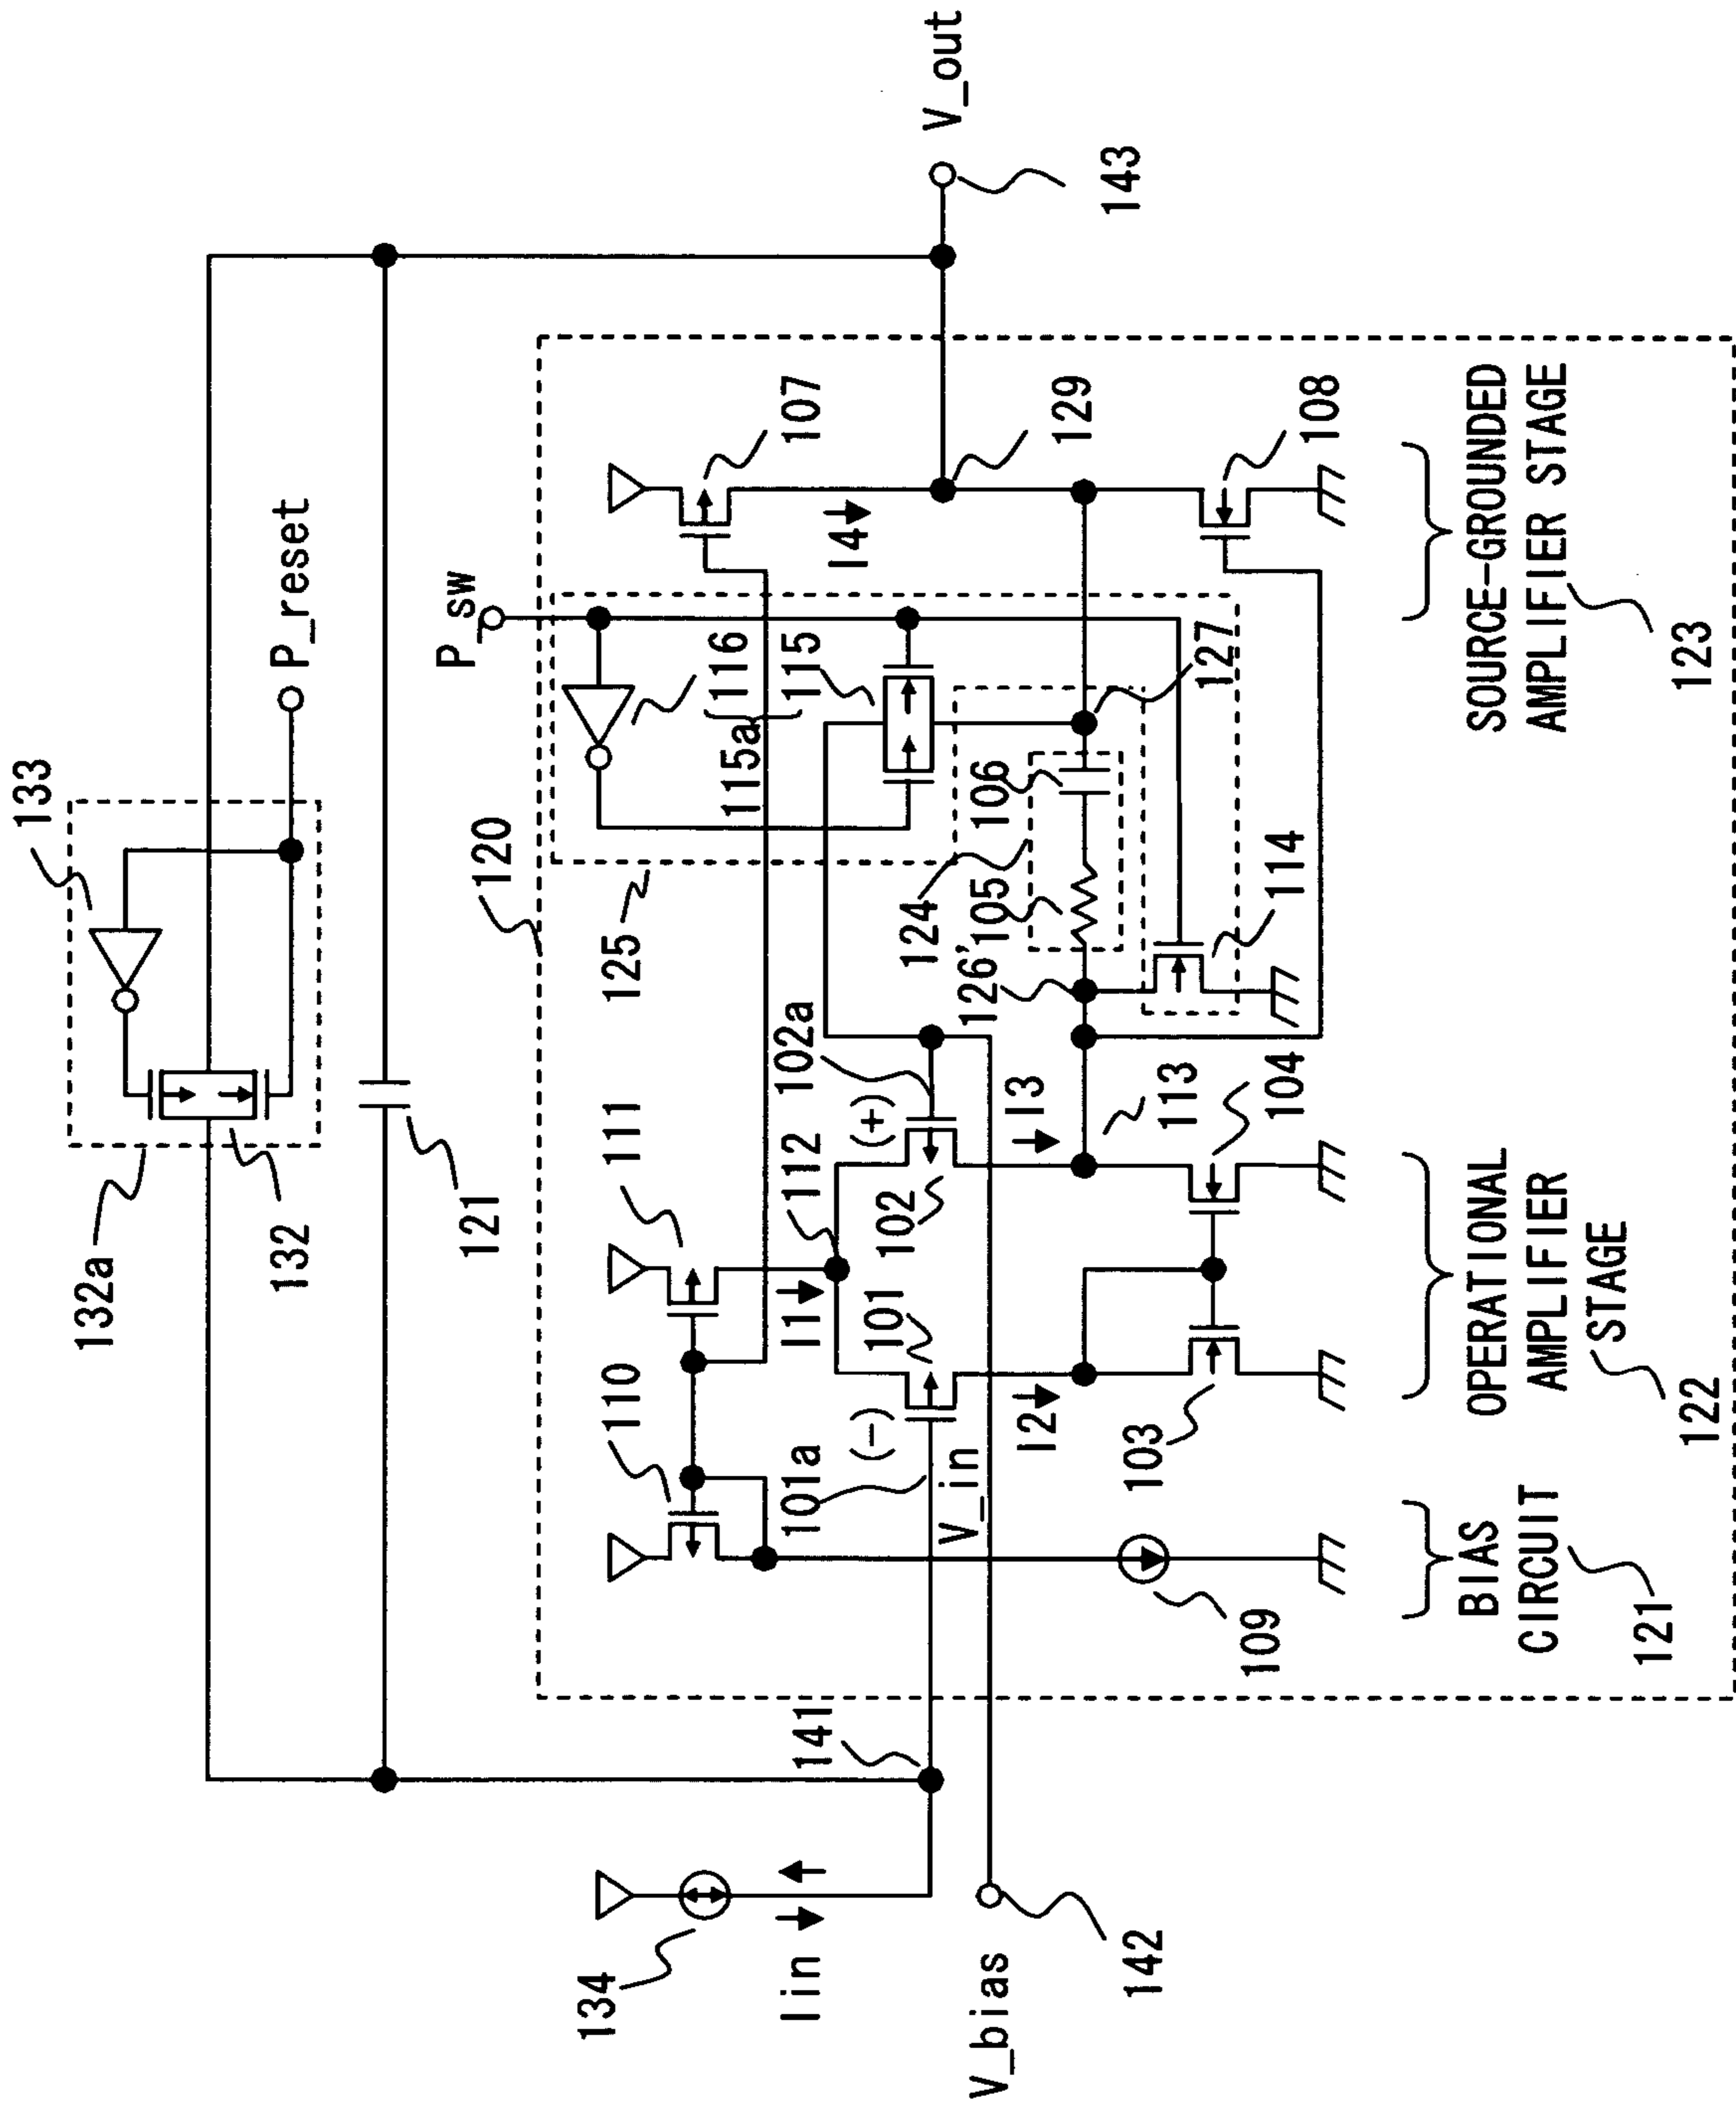 133
P_reset
132a
132
121
P_sw
120
125
116
115
115a
107
111
110
112
102a
(+)
(-)
101a
101
102
I1
I2
I3
I4
V_in
124
105
106
126'
127
129
114
113
104
103
109
108
V_out
143
134
Iin
141
V_bias
142
BIAS
CIRCUIT
121
OPERATIONAL
AMPLIFIER
STAGE
122
SOURCE-GROUNDED
AMPLIFIER STAGE
123